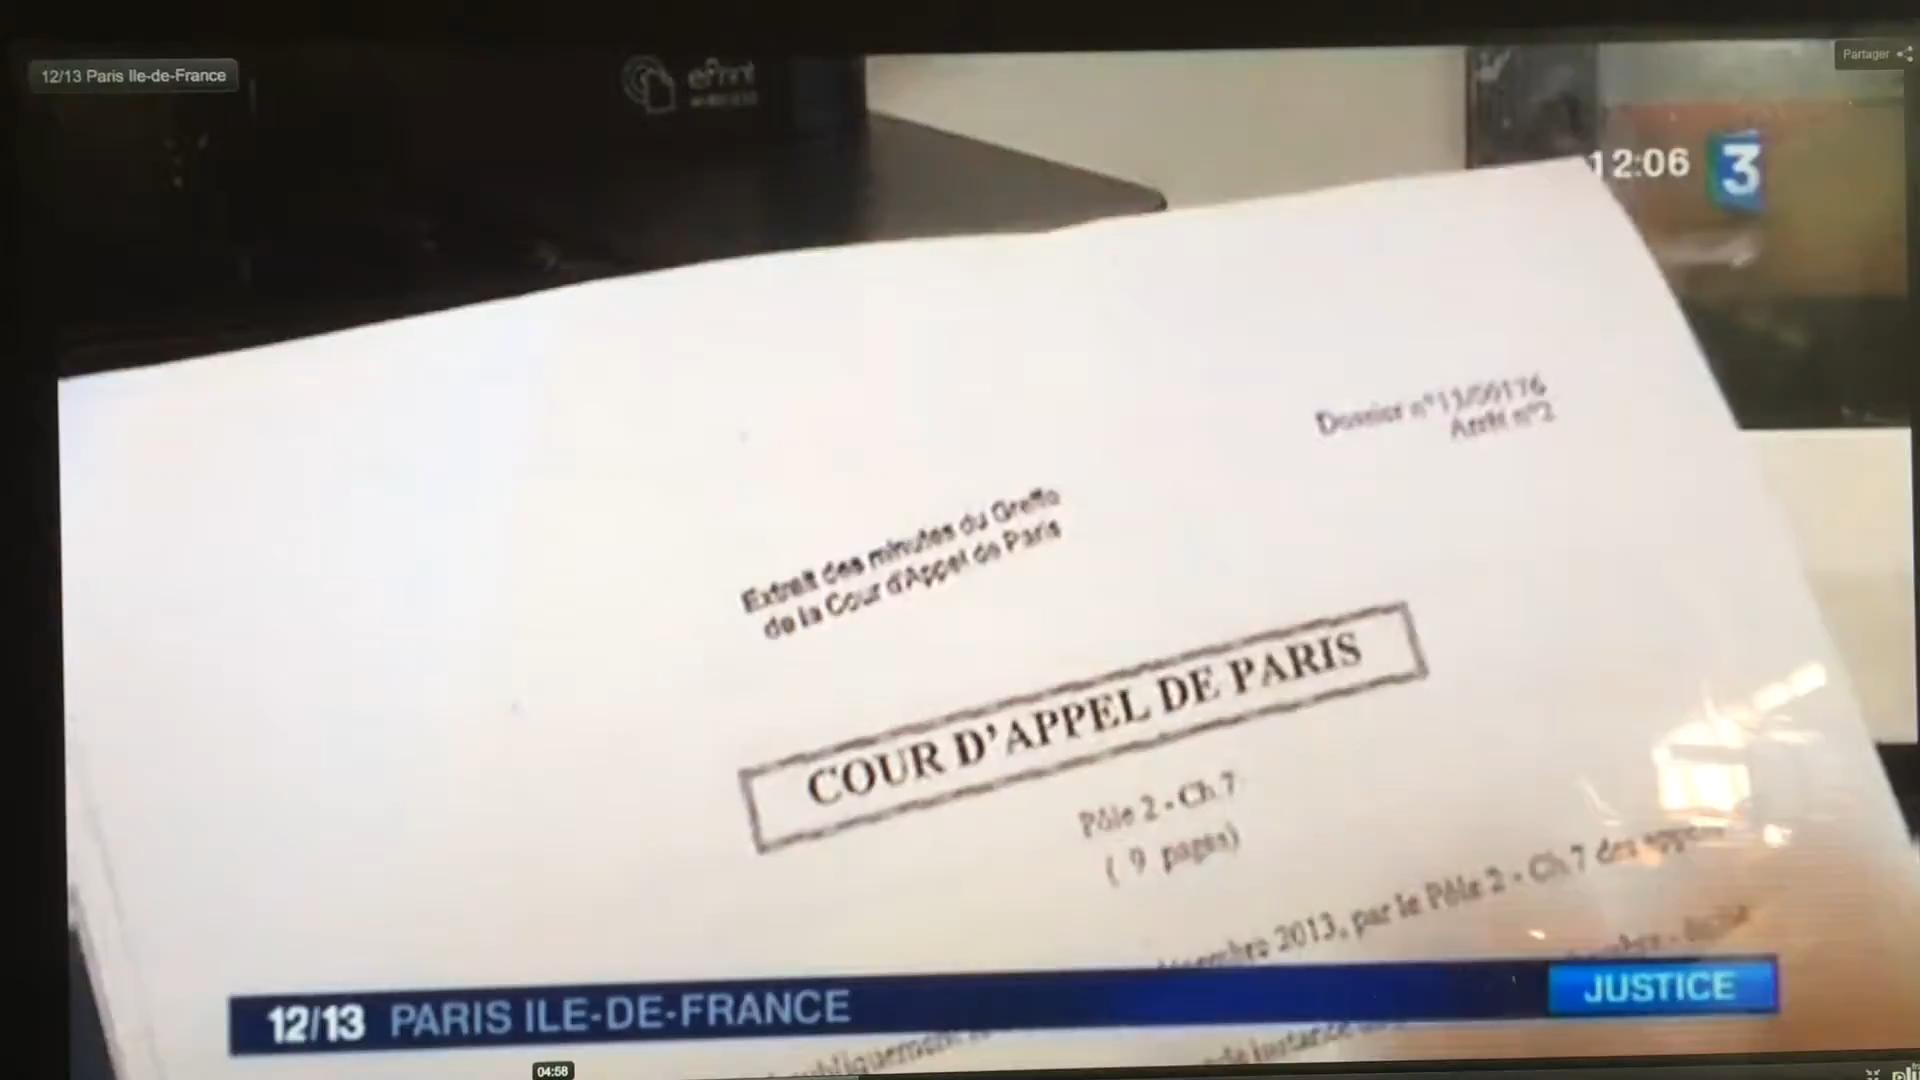 12/13 Paris Ile-de-France
Partager
ePrint
12:06 3
Dossier n°13/00176
Arrêt n°2
Extrait des minutes du Greffe
de la Cour d'Appel de Paris
COUR D'APPEL DE PARIS
Pôle 2 - Ch.7
( 9 pages)
2013, par le Pôle 2 - Ch.7 des
12/13 PARIS ILE-DE-FRANCE
JUSTICE
04:58